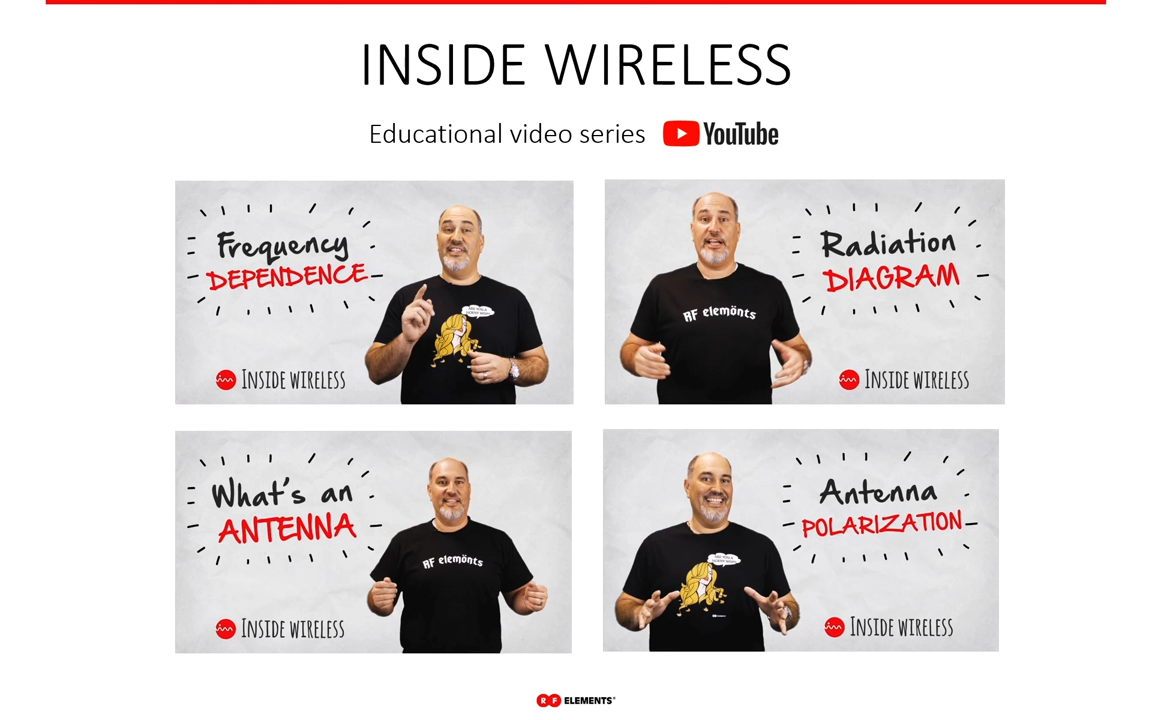 INSIDE WIRELESS
Educational video series YouTube
Frequency
DEPENDENCE
INSIDE WIRELESS
Radiation
DIAGRAM
RF elemönts
INSIDE WIRELESS
What's an
ANTENNA
RF elemönts
INSIDE WIRELESS
Antenna
POLARIZATION
INSIDE WIRELESS
RF ELEMENTS